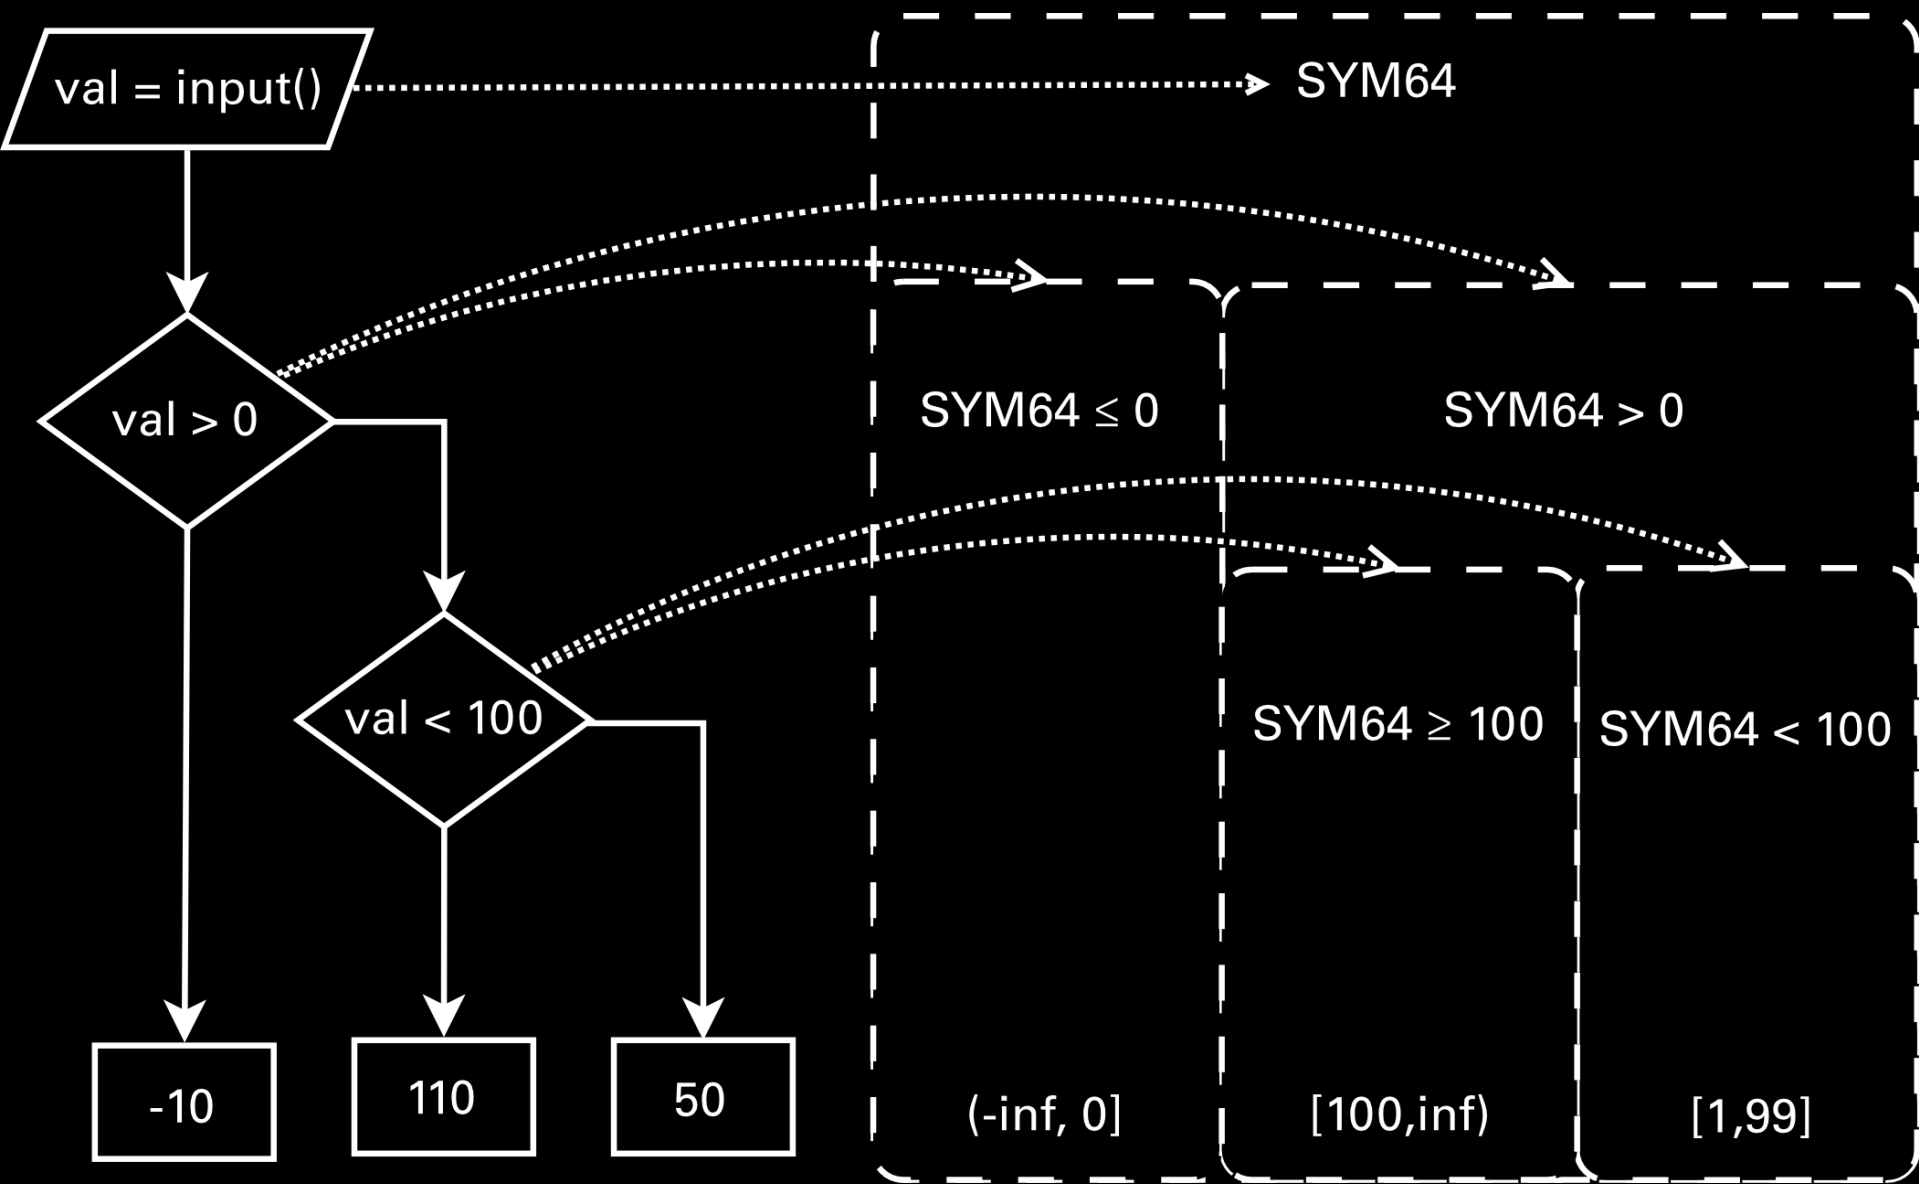 val = input()
SYM64
val > 0
SYM64 ≤ 0
SYM64 > 0
val < 100
SYM64 ≥ 100
SYM64 < 100
-10
110
50
(-inf, 0]
[100,inf)
[1,99]